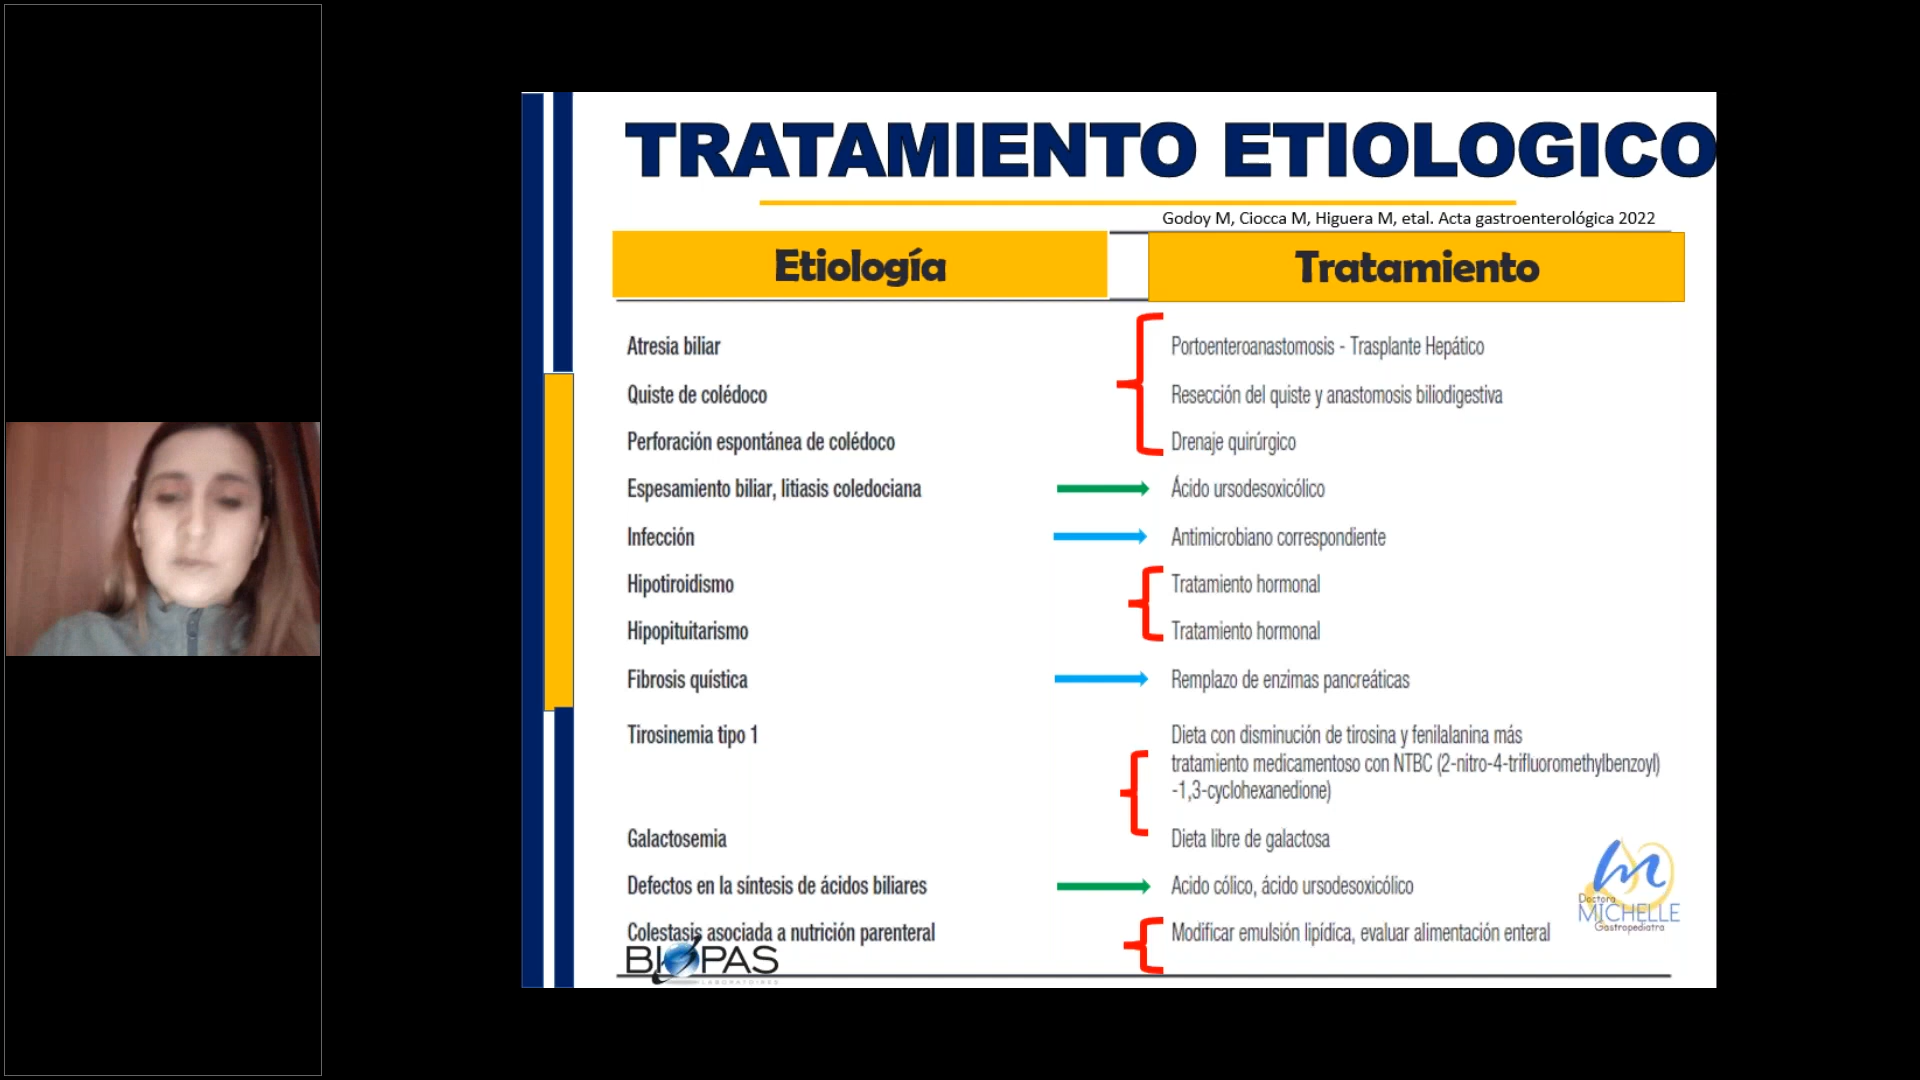 TRATAMIENTO ETIOLOGICO
Godoy M, Ciocca M, Higuera M, etal. Acta gastroenterológica 2022
Etiología Tratamiento
Atresia biliar Portoenteroanastomosis - Trasplante Hepático
Quiste de colédoco Resección del quiste y anastomosis biliodigestiva
Perforación espontánea de colédoco Drenaje quirúrgico
Espesamiento biliar, litiasis coledociana Ácido ursodesoxicólico
Infección Antimicrobiano correspondiente
Hipotiroidismo Tratamiento hormonal
Hipopituitarismo Tratamiento hormonal
Fibrosis quística Remplazo de enzimas pancreáticas
Tirosinemia tipo 1 Dieta con disminución de tirosina y fenilalanina más
tratamiento medicamentoso con NTBC (2-nitro-4-trifluoromethylbenzoyl)
-1,3-cyclohexanedione)
Galactosemia Dieta libre de galactosa
Defectos en la síntesis de ácidos biliares Acido cólico, ácido ursodesoxicólico
Colestasis asociada a nutrición parenteral Modificar emulsión lipídica, evaluar alimentación enteral
Doctora
MICHELLE
Gastropediatra
BIOPAS
LABORATOIRES